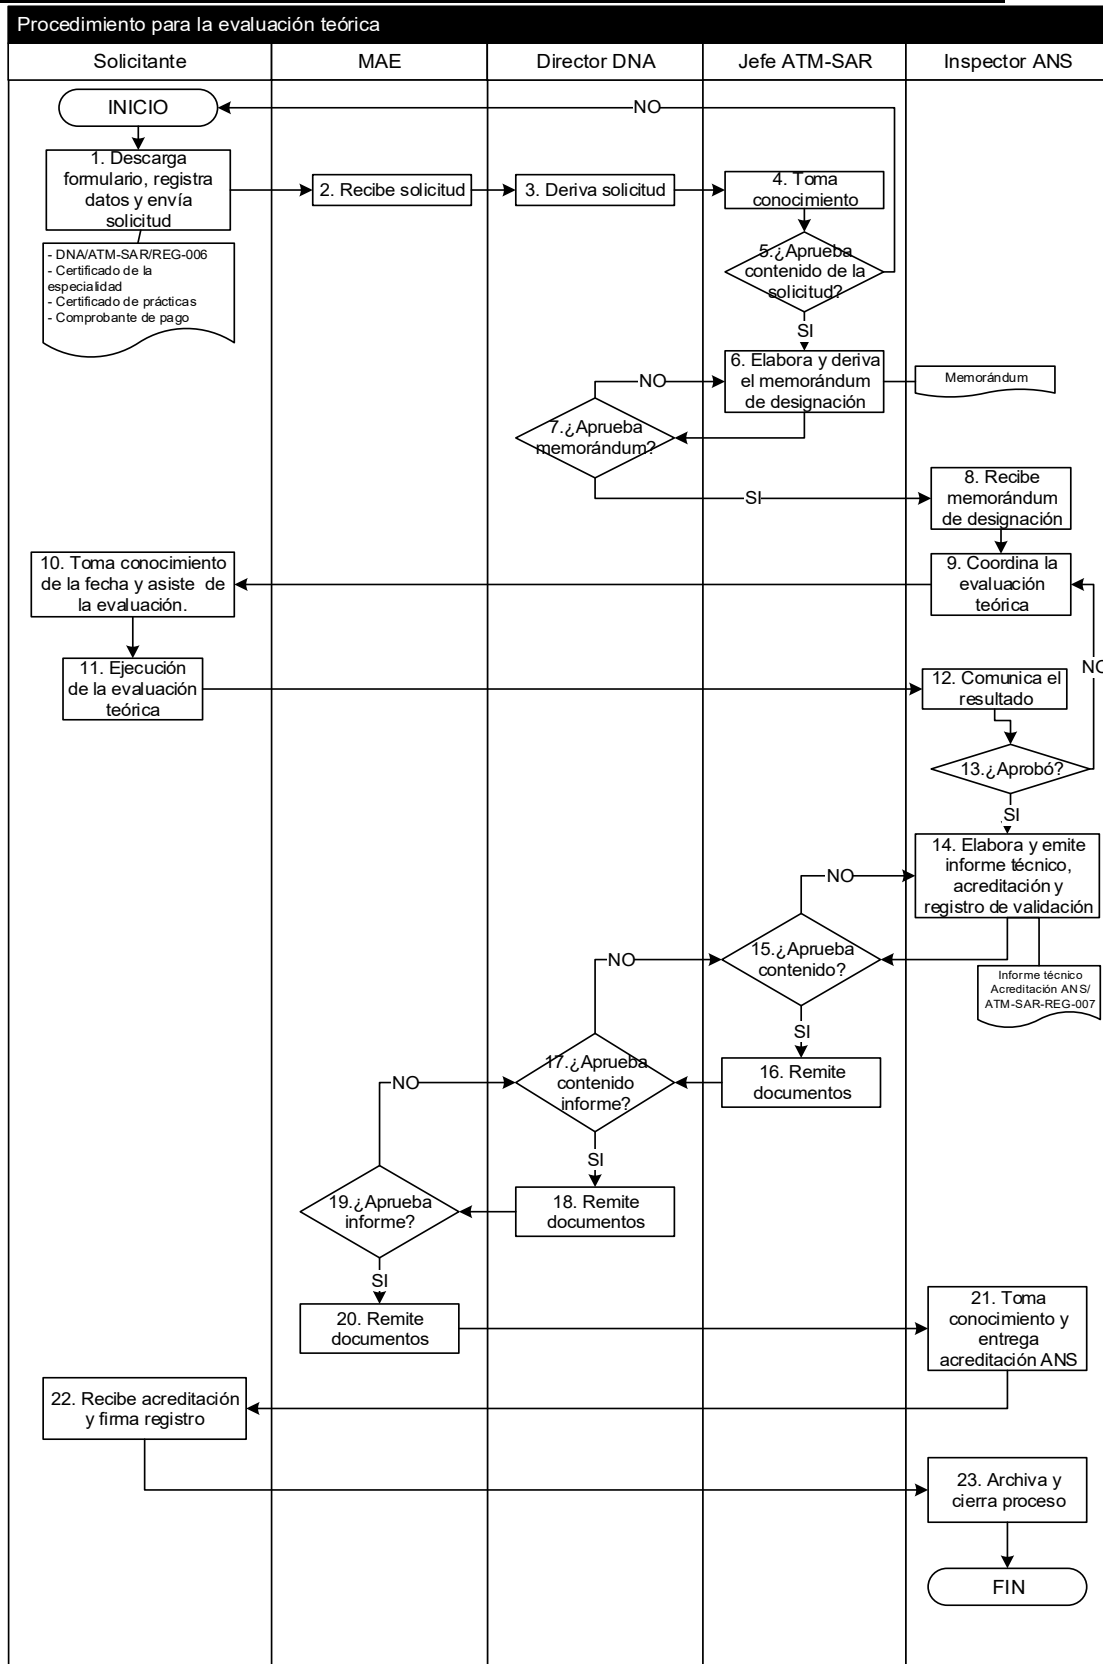 Procedimiento para la evaluación teórica
Solicitante
MAE
Director DNA
Jefe ATM-SAR
Inspector ANS
INICIO
NO
1. Descarga
formulario, registra
datos y envía
solicitud
2. Recibe solicitud
3. Deriva solicitud
4. Toma
conocimiento
- DNA/ATM-SAR/REG-006
- Certificado de la
especialidad
- Certificado de prácticas
- Comprobante de pago
5.¿Aprueba
contenido de la
solicitud?
SI
6. Elabora y deriva
el memorándum
de designación
Memorándum
NO
7.¿Aprueba
memorándum?
SI
8. Recibe
memorándum
de designación
9. Coordina la
evaluación
teórica
10. Toma conocimiento
de la fecha y asiste de
la evaluación.
11. Ejecución
de la evaluación
teórica
NO
12. Comunica el
resultado
13.¿Aprobó?
SI
14. Elabora y emite
informe técnico,
acreditación y
registro de validación
NO
15.¿Aprueba
contenido?
Informe técnico
Acreditación ANS/
ATM-SAR-REG-007
NO
SI
16. Remite
documentos
17.¿Aprueba
contenido
informe?
NO
SI
18. Remite
documentos
19.¿Aprueba
informe?
SI
20. Remite
documentos
21. Toma
conocimiento y
entrega
acreditación ANS
22. Recibe acreditación
y firma registro
23. Archiva y
cierra proceso
FIN